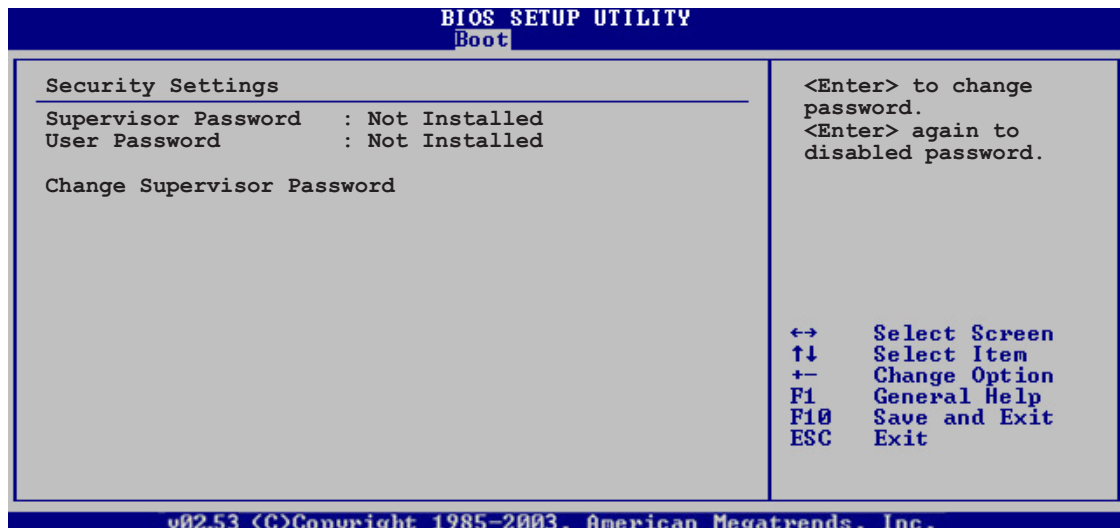 BIOS SETUP UTILITY
Boot
Security Settings
Supervisor Password : Not Installed
User Password : Not Installed
Change Supervisor Password
<Enter> to change
password.
<Enter> again to
disabled password.
←→ Select Screen
↑↓ Select Item
+- Change Option
F1 General Help
F10 Save and Exit
ESC Exit
v02.53 (C)Copyright 1985-2003, American Megatrends, Inc.